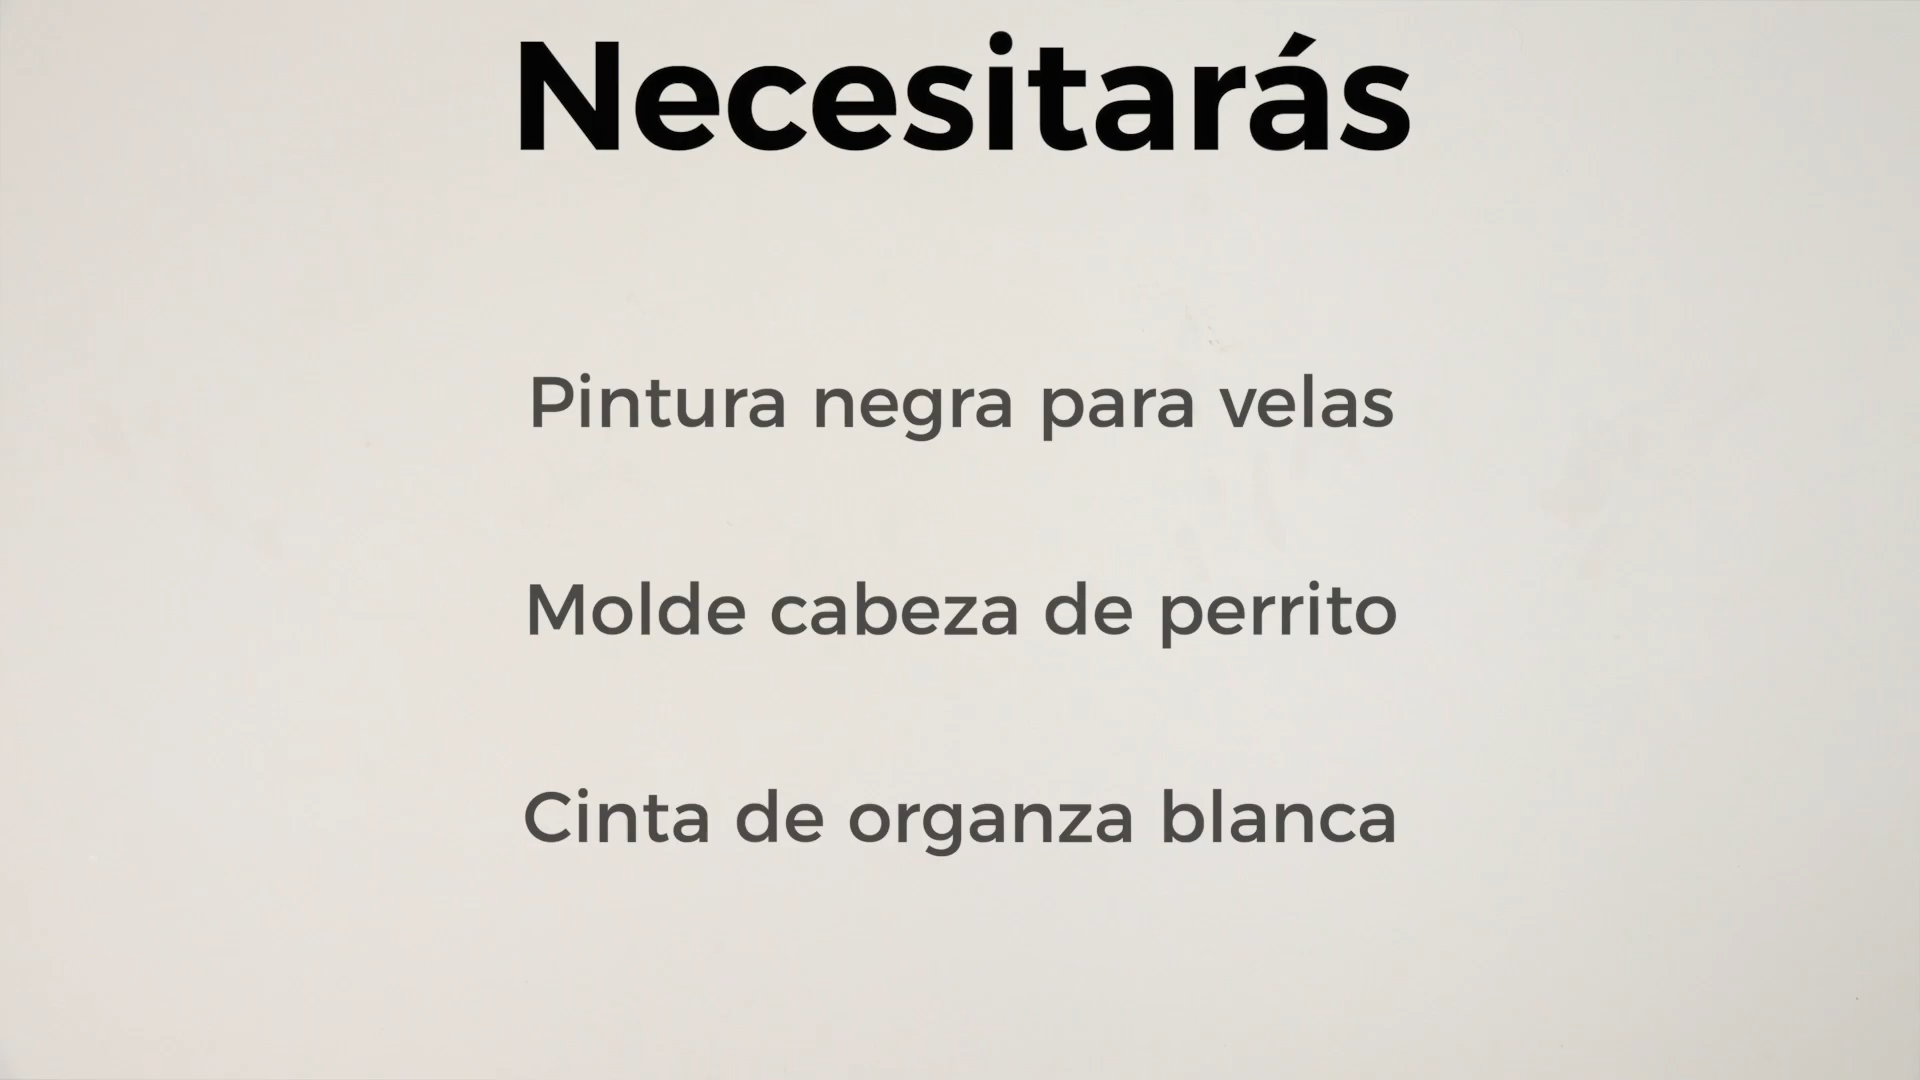 Necesitarás
Pintura negra para velas
Molde cabeza de perrito
Cinta de organza blanca